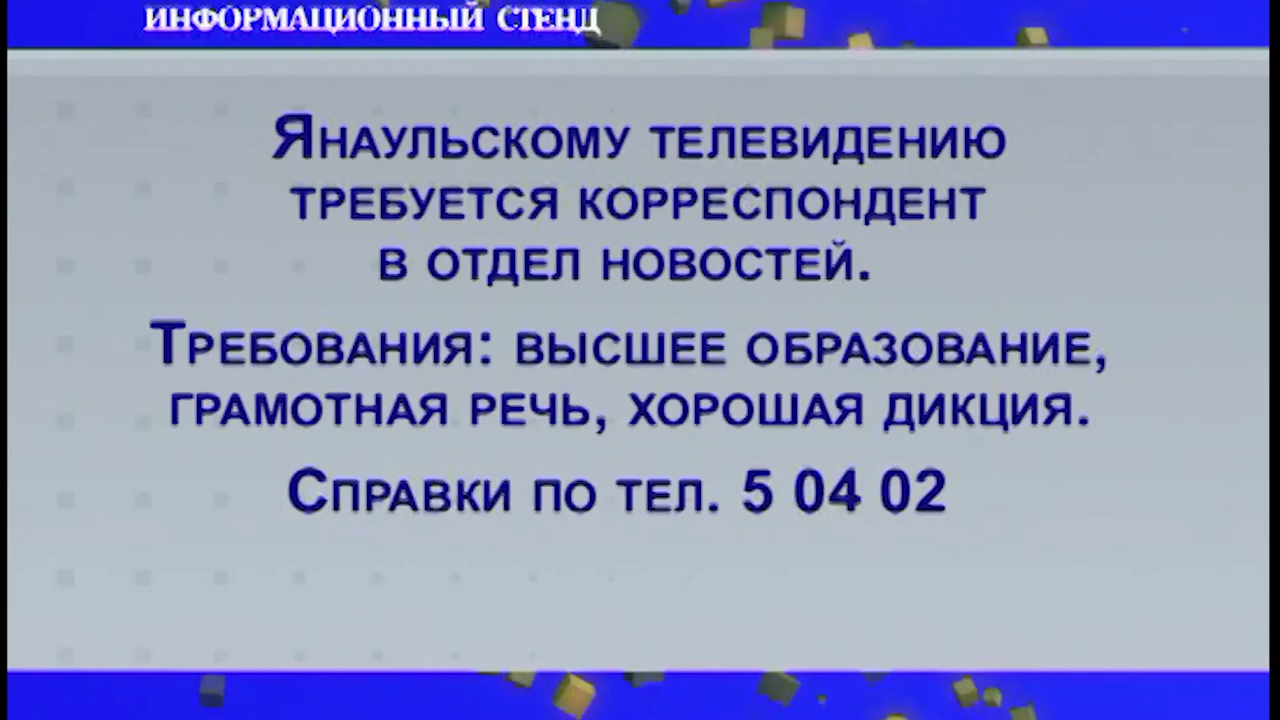 ИНФОРМАЦИОННЫЙ СТЕНД
Янаульскому телевидению
требуется корреспондент
в отдел новостей.
Требования: высшее образование,
грамотная речь, хорошая дикция.
Справки по тел. 5 04 02